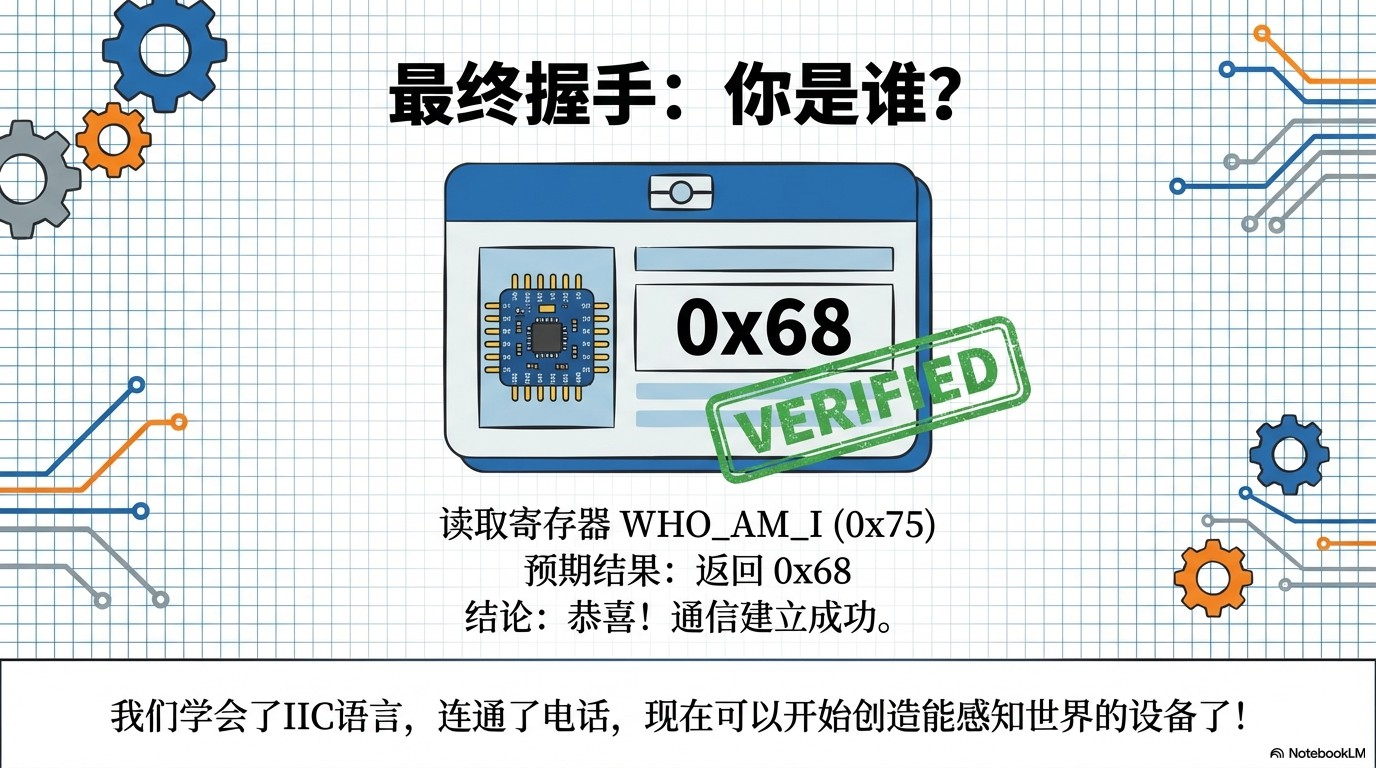 最终握手：你是谁？
0x68
VERIFIED
读取寄存器 WHO_AM_I (0x75)
预期结果：返回 0x68
结论：恭喜！通信建立成功。
我们学会了IIC语言，连通了电话，现在可以开始创造能感知世界的设备了！
NotebookLM